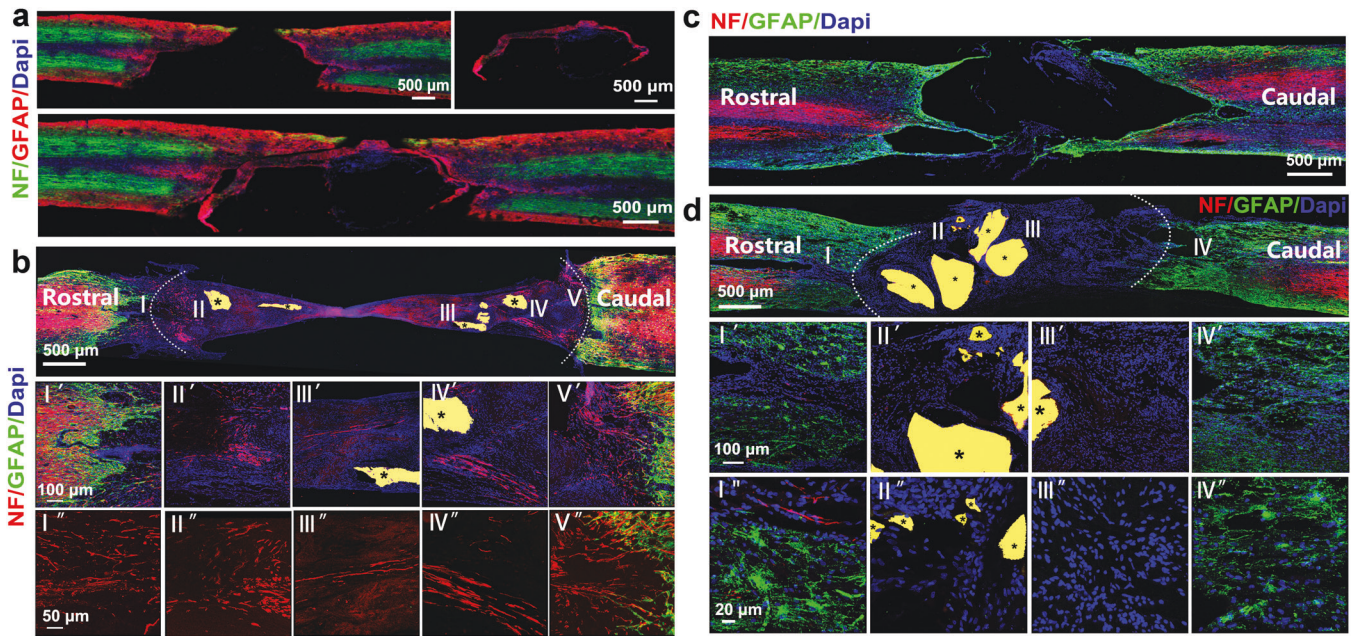 a
NF/GFAP/Dapi
500 µm
500 µm
500 µm
b
NF/GFAP/Dapi
Rostral
I
II
*
III
*
IV
V
Caudal
500 µm
I′
II′
III′
IV′
V′
*
*
100 µm
I″
II″
III″
IV″
V″
50 µm
c
NF/GFAP/Dapi
Rostral
Caudal
500 µm
d
NF/GFAP/Dapi
Rostral
I
II
III
IV
Caudal
* * * * *
500 µm
I′
II′
III′
IV′
* * * *
100 µm
I″
II″
III″
IV″
* * * * *
20 µm